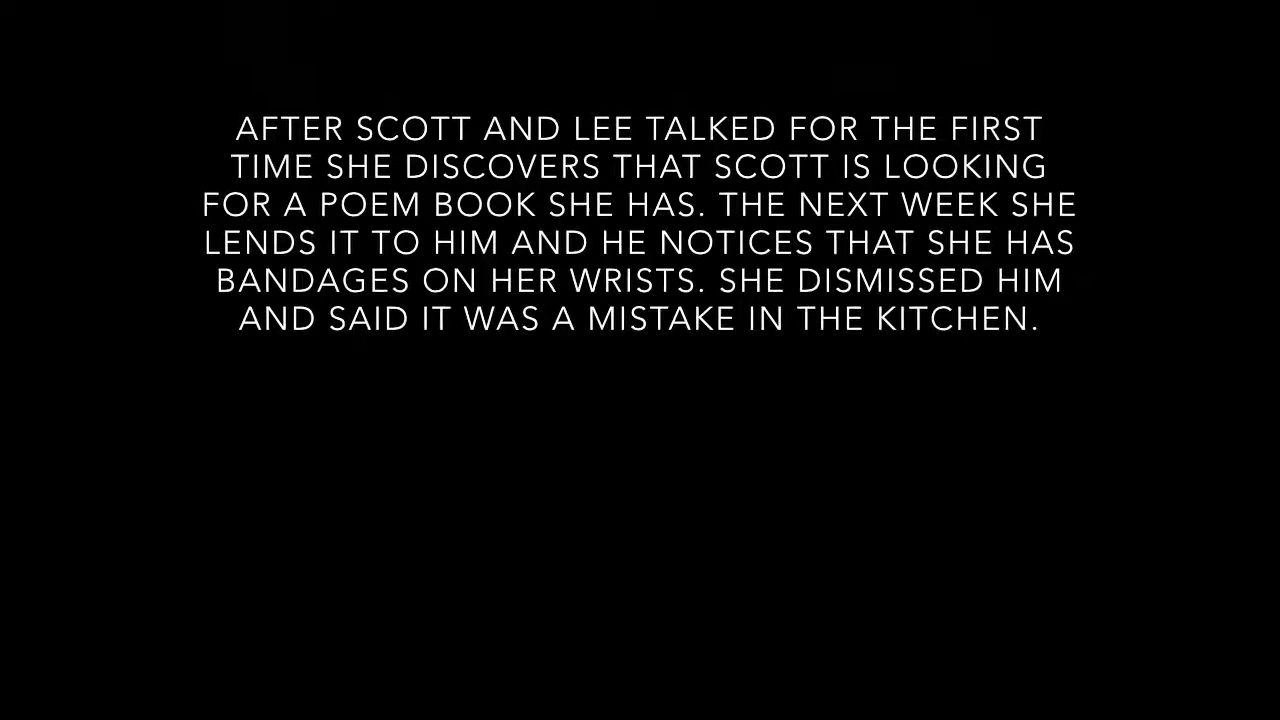 AFTER SCOTT AND LEE TALKED FOR THE FIRST
TIME SHE DISCOVERS THAT SCOTT IS LOOKING
FOR A POEM BOOK SHE HAS. THE NEXT WEEK SHE
LENDS IT TO HIM AND HE NOTICES THAT SHE HAS
BANDAGES ON HER WRISTS. SHE DISMISSED HIM
AND SAID IT WAS A MISTAKE IN THE KITCHEN.